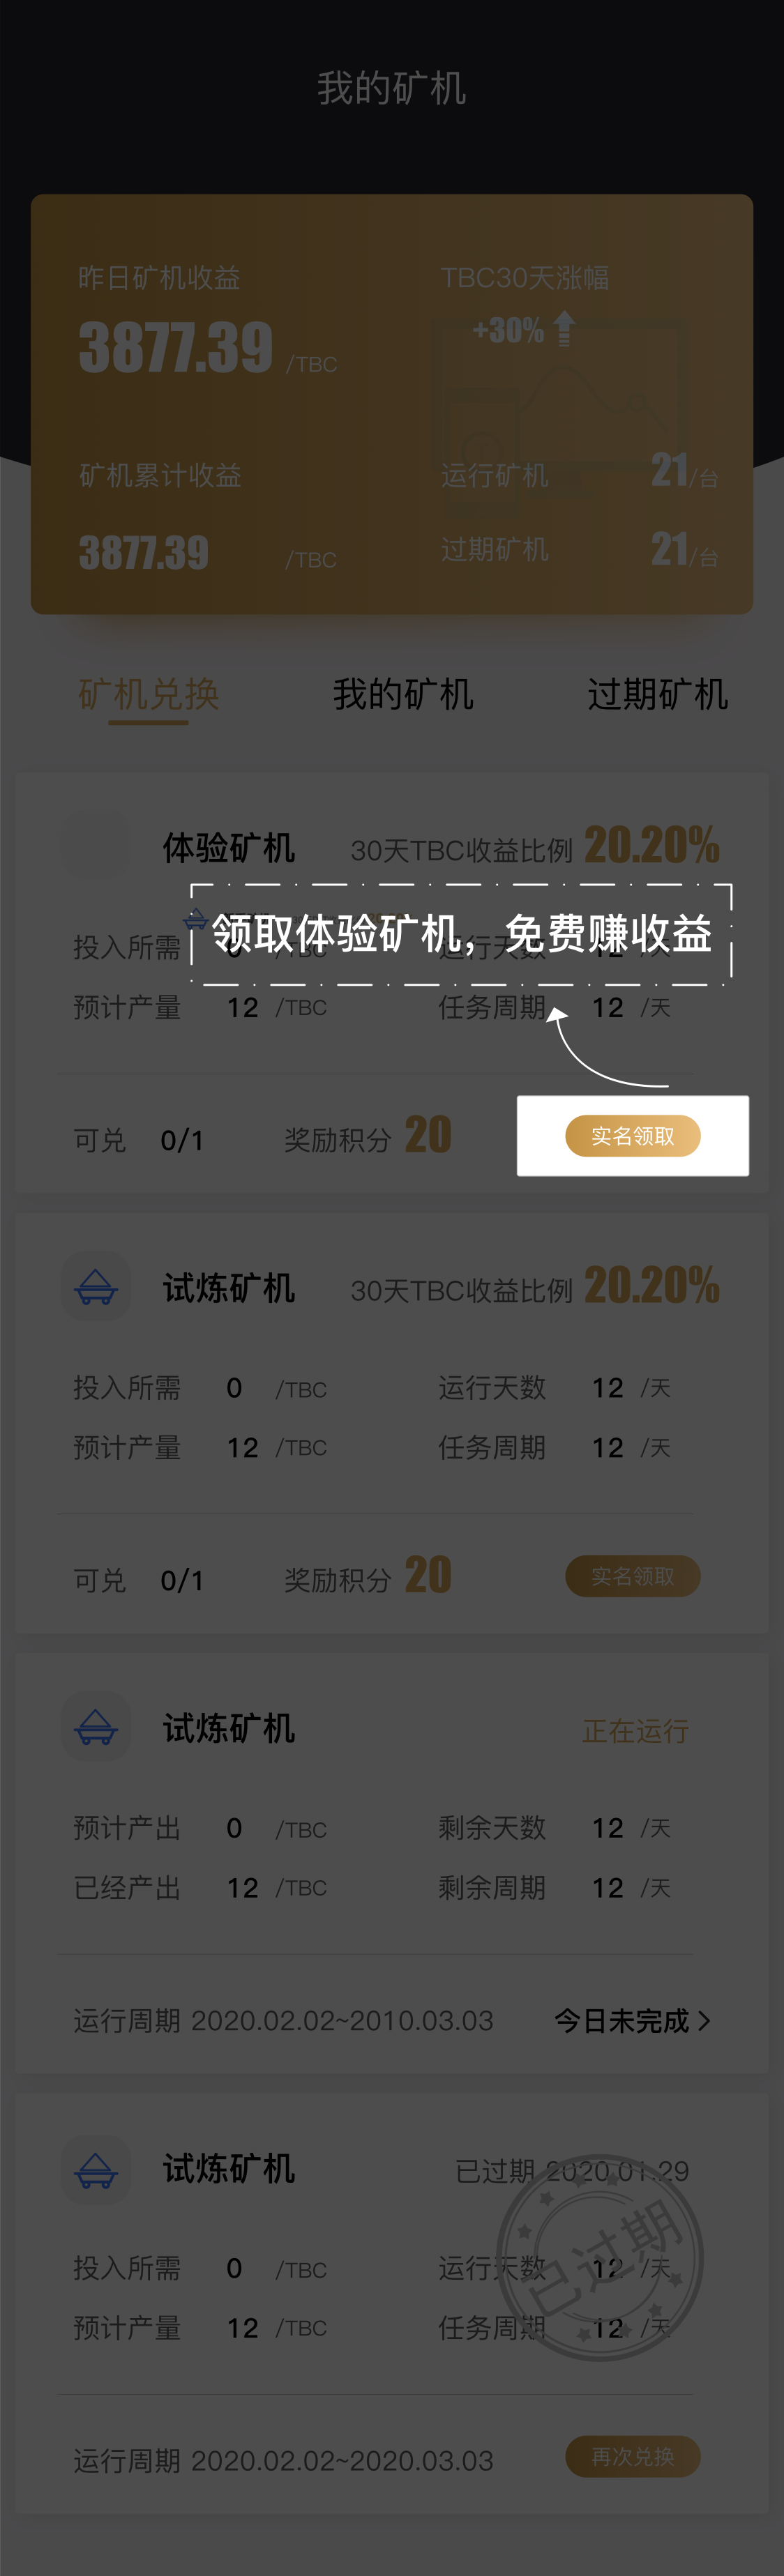 我的矿机
昨日矿机收益 TBC30天涨幅
3877.39 /TBC +30%
矿机累计收益 运行矿机 21/台
3877.39 /TBC 过期矿机 21/台
矿机兑换 我的矿机 过期矿机
体验矿机 30天TBC收益比例 20.20%
领取体验矿机，免费赚收益
投入所需 0 /TBC 运行天数 12 /天
预计产量 12 /TBC 任务周期 12 /天
可兑 0/1 奖励积分 20 实名领取
试炼矿机 30天TBC收益比例 20.20%
投入所需 0 /TBC 运行天数 12 /天
预计产量 12 /TBC 任务周期 12 /天
可兑 0/1 奖励积分 20 实名领取
试炼矿机 正在运行
预计产出 0 /TBC 剩余天数 12 /天
已经产出 12 /TBC 剩余周期 12 /天
运行周期 2020.02.02~2010.03.03 今日未完成
试炼矿机 已过期 2020.01.29
已过期
投入所需 0 /TBC 运行天数 12 /天
预计产量 12 /TBC 任务周期 12 /天
运行周期 2020.02.02~2020.03.03 再次兑换